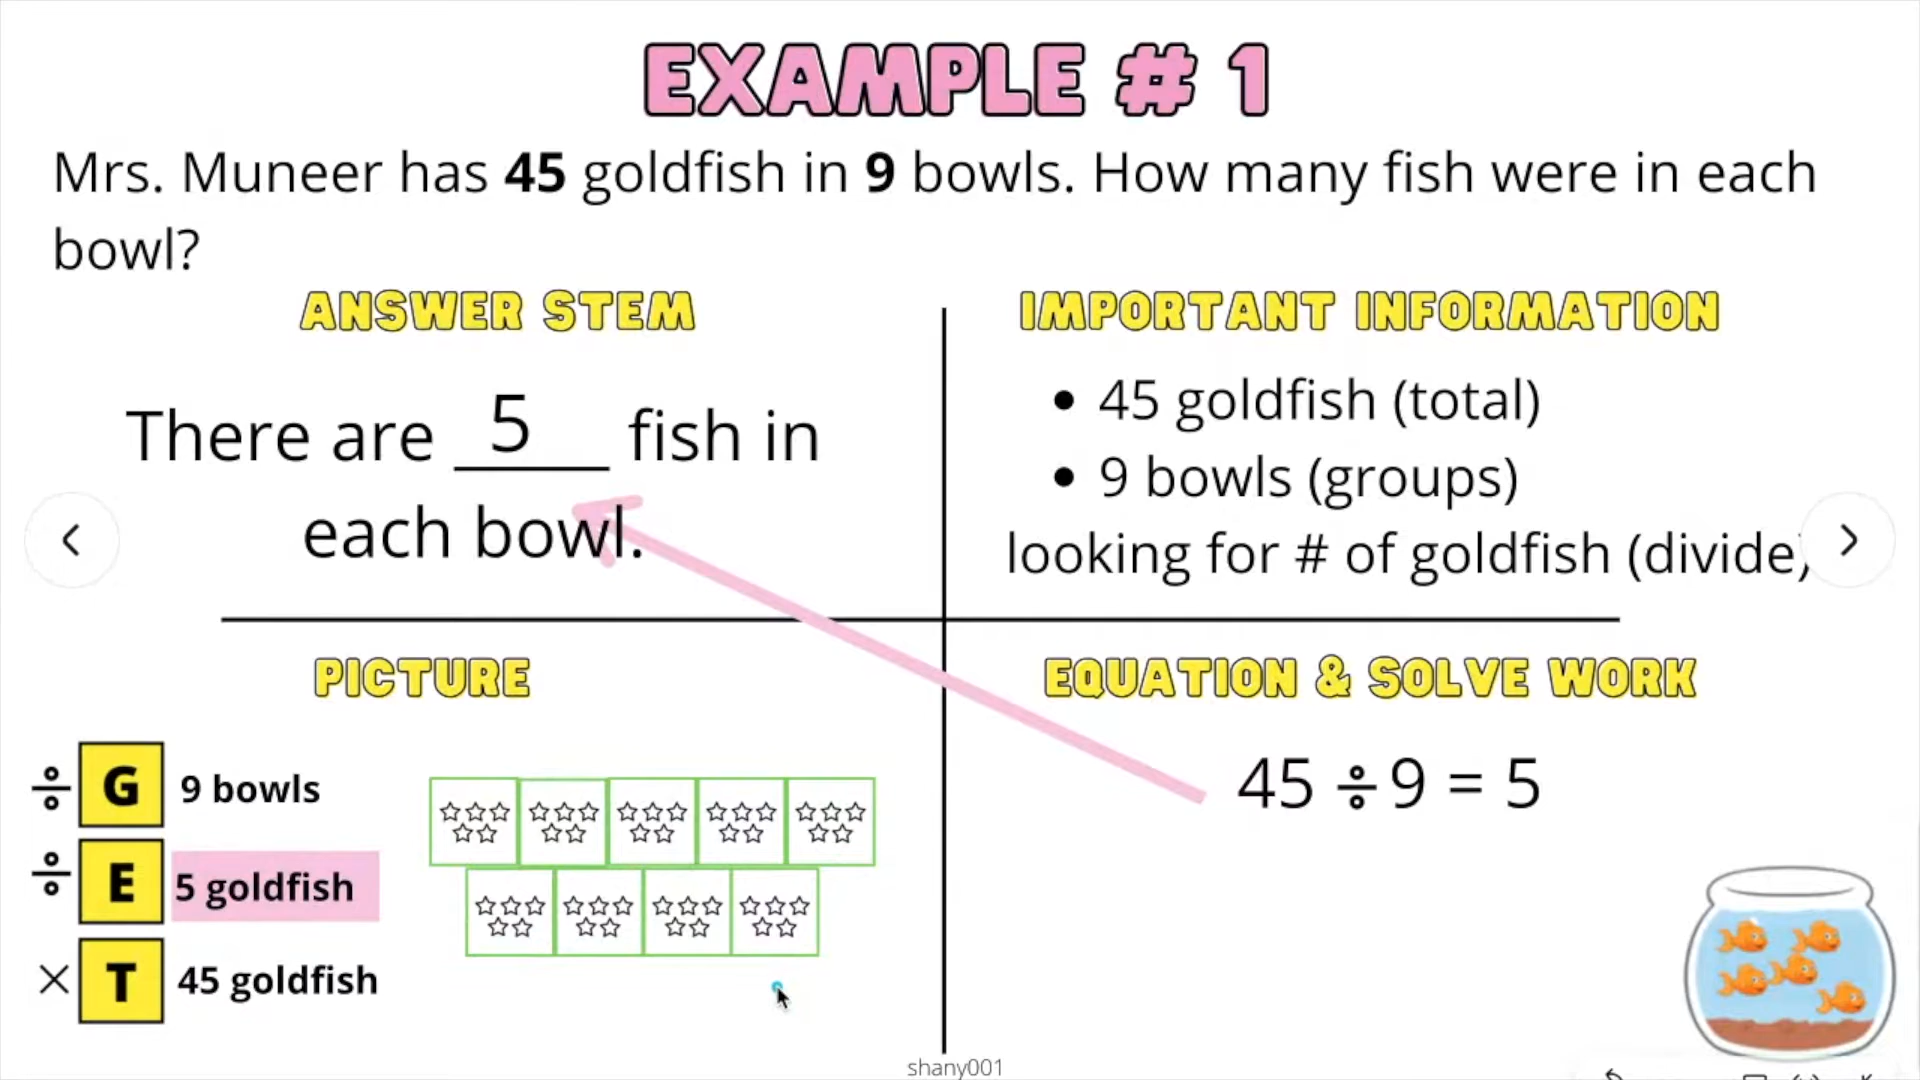 EXAMPLE # 1
Mrs. Muneer has 45 goldfish in 9 bowls. How many fish were in each
bowl?
ANSWER STEM
There are 5 fish in
each bowl.
IMPORTANT INFORMATION
• 45 goldfish (total)
• 9 bowls (groups)
looking for # of goldfish (divide)
PICTURE
÷ G 9 bowls
÷ E 5 goldfish
× T 45 goldfish
EQUATION & SOLVE WORK
45 ÷ 9 = 5
shany001